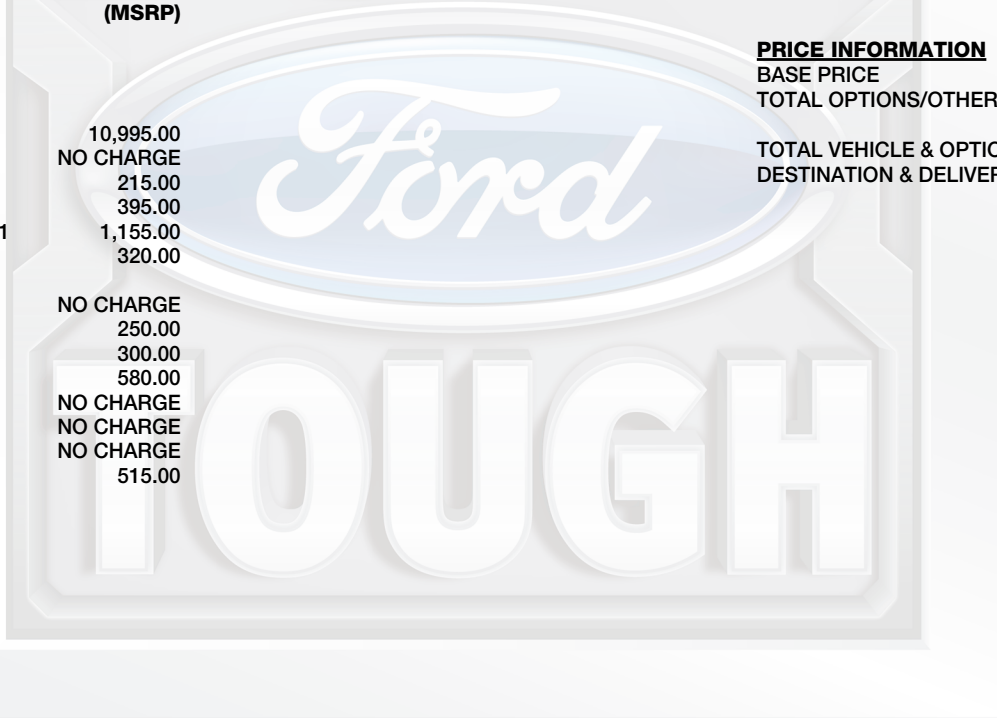 (MSRP)
10,995.00
NO CHARGE
215.00
395.00
1 1,155.00
320.00
NO CHARGE
250.00
300.00
580.00
NO CHARGE
NO CHARGE
NO CHARGE
515.00
PRICE INFORMATION
BASE PRICE
TOTAL OPTIONS/OTHER
TOTAL VEHICLE & OPTIO
DESTINATION & DELIVER
Ford
TOUGH